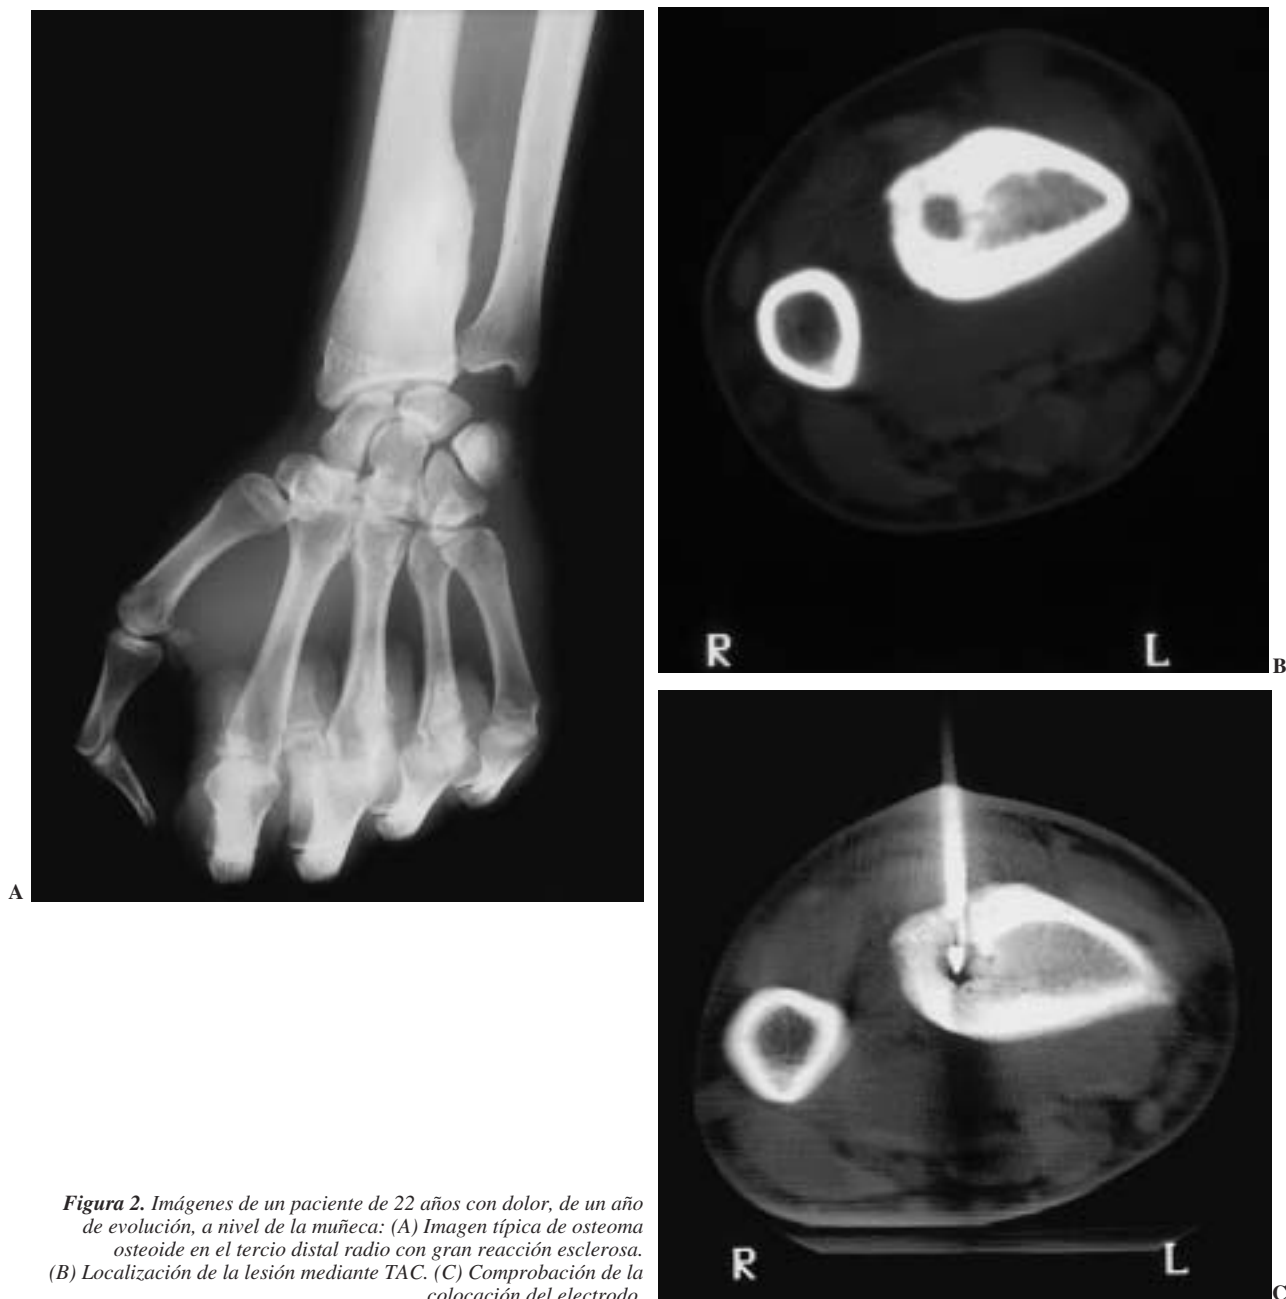 R
L
B
A
R
L
C
Figura 2. Imágenes de un paciente de 22 años con dolor, de un año
de evolución, a nivel de la muñeca: (A) Imagen típica de osteoma
osteoide en el tercio distal radio con gran reacción esclerosa.
(B) Localización de la lesión mediante TAC. (C) Comprobación de la
colocación del electrodo.